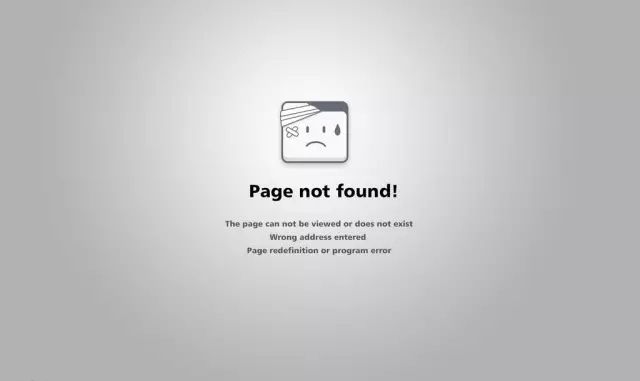 Page not found!
The page can not be viewed or does not exist
Wrong address entered
Page redefinition or program error